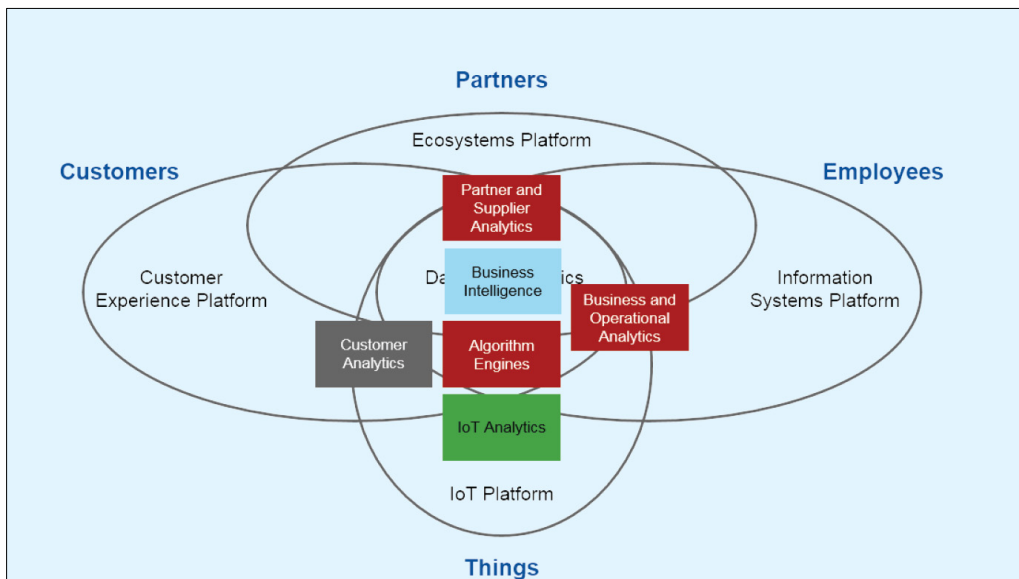 Partners
Ecosystems Platform
Customers
Employees
Partner and
Supplier
Analytics
Customer
Experience Platform
Business
Intelligence
Information
Systems Platform
Business and
Operational
Analytics
Customer
Analytics
Algorithm
Engines
IoT Analytics
IoT Platform
Things